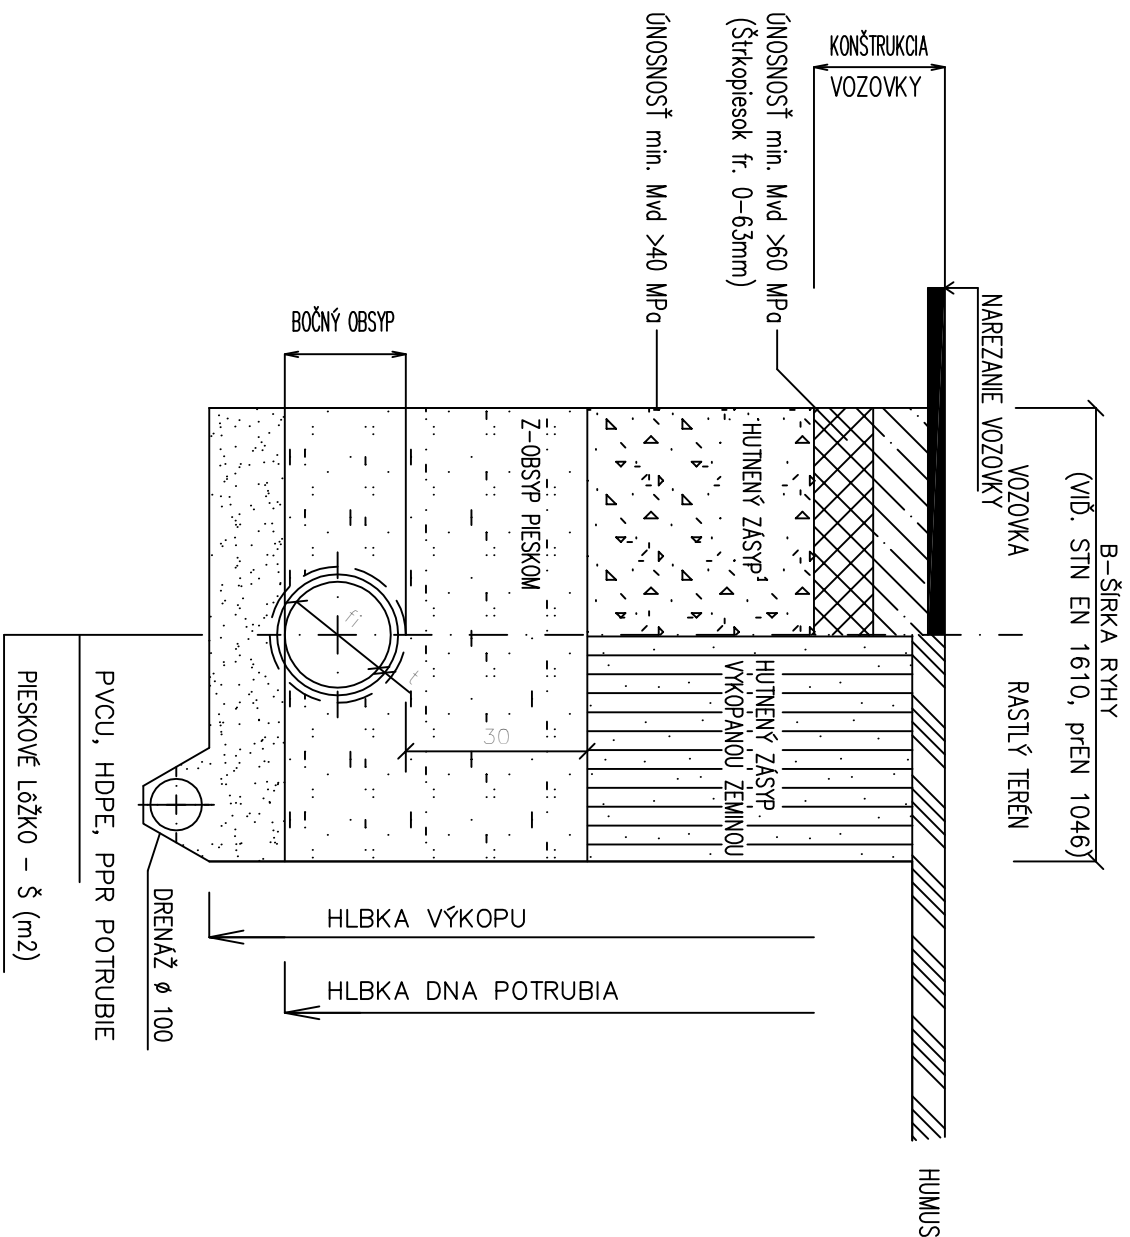 B-ŠÍRKA RYHY
(VIĎ. STN EN 1610, prEN 1046)
VOZOVKA
RASTLÝ TERÉN
NAREZANIE VOZOVKY
HUMUS
KONŠTRUKCIA
VOZOVKY
ÚNOSNOSŤ min. Mvd >60 MPa
(Štrkopiesok fr. 0-63mm)
ÚNOSNOSŤ min. Mvd >40 MPa
HUTNENÝ ZÁSYP¹
HUTNENÝ ZÁSYP
VÝKOPANOU ZEMINOU
Z-OBSYP PIESKOM
30
BOČNÝ OBSYP
fi
t
HLBKA VÝKOPU
HLBKA DNA POTRUBIA
DRENÁŽ ø 100
PVCU, HDPE, PPR POTRUBIE
PIESKOVÉ LôŽKO - Š (m2)